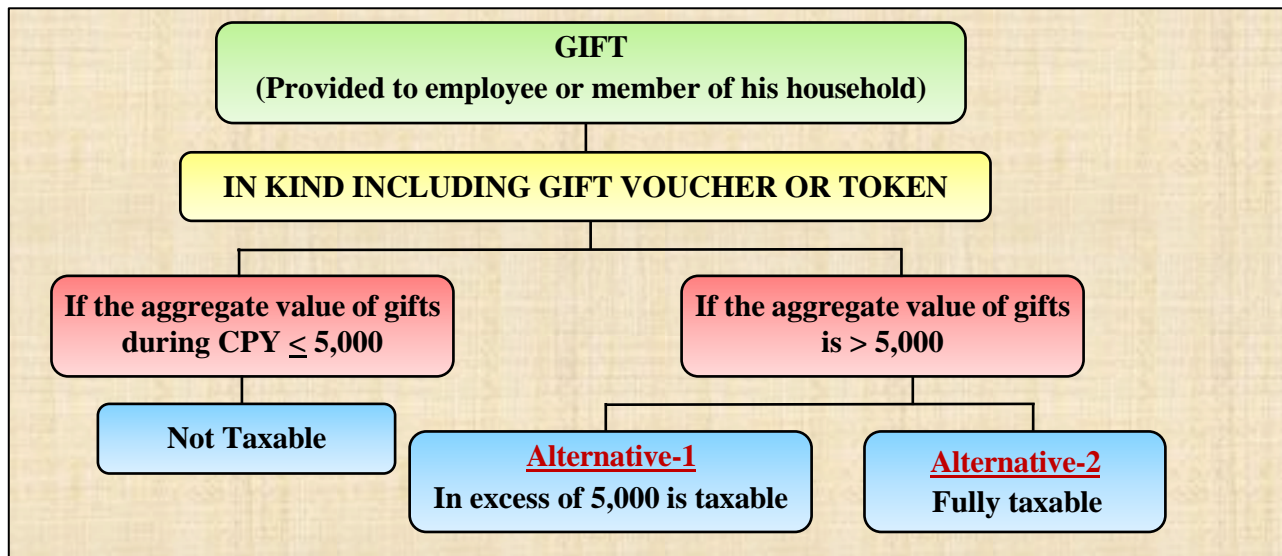 GIFT
(Provided to employee or member of his household)
IN KIND INCLUDING GIFT VOUCHER OR TOKEN
If the aggregate value of gifts
during CPY ≤ 5,000
If the aggregate value of gifts
is > 5,000
Not Taxable
Alternative-1
In excess of 5,000 is taxable
Alternative-2
Fully taxable